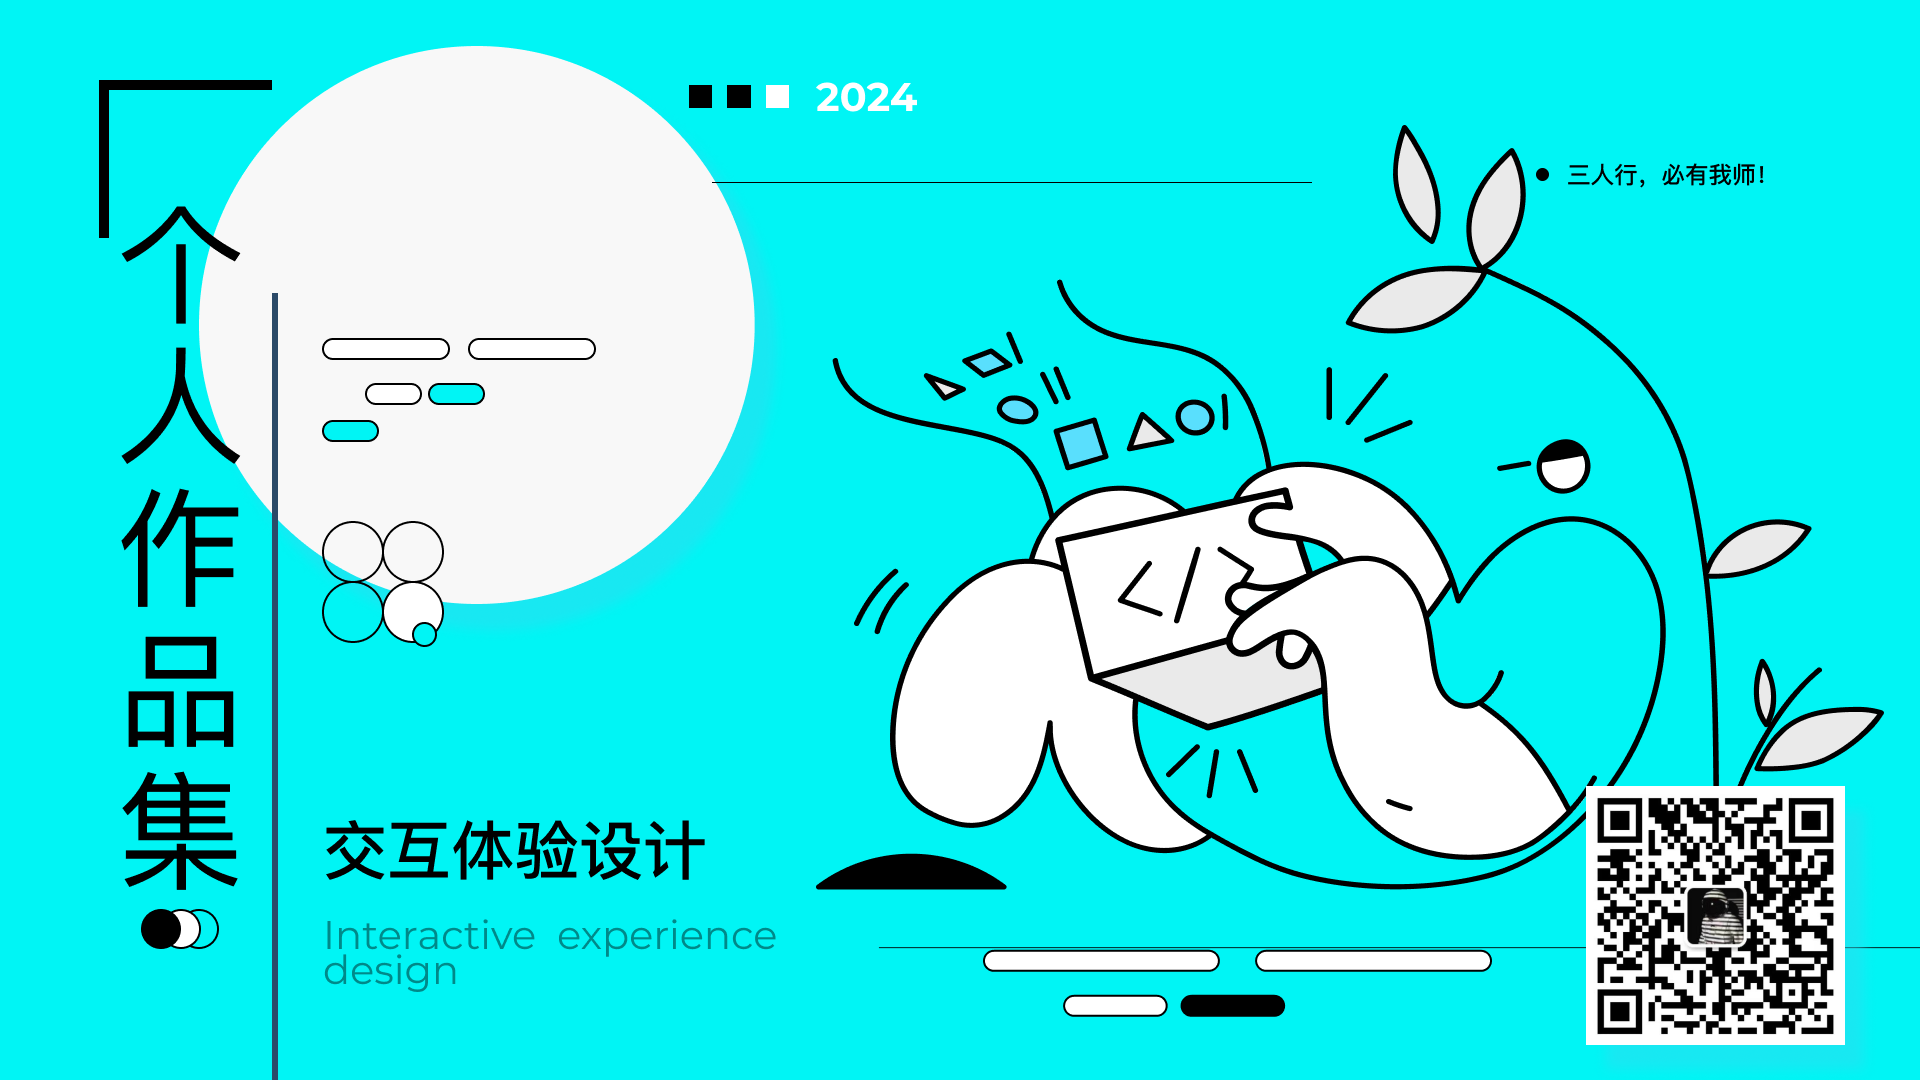 2024
三人行，必有我师！
个人作品集
</>
交互体验设计
Interactive experience
design